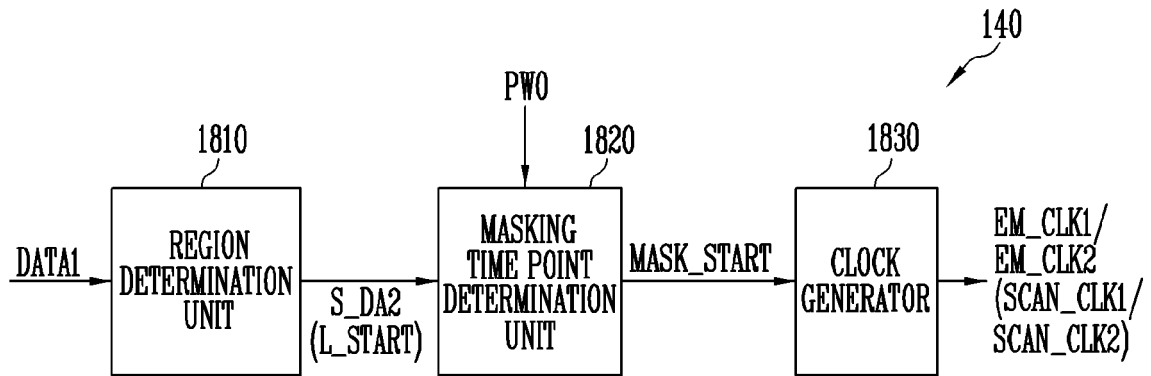 140
PW0
1810
1820
1830
DATA1
REGION
DETERMINATION
UNIT
S_DA2
(L_START)
MASKING
TIME POINT
DETERMINATION
UNIT
MASK_START
CLOCK
GENERATOR
EM_CLK1/
EM_CLK2
(SCAN_CLK1/
SCAN_CLK2)